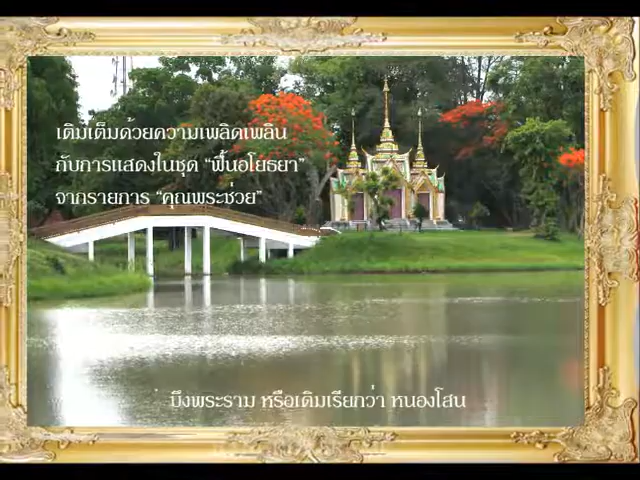 เติมเต็มด้วยความเพลิดเพลิน
กับการแสดงในชุด “ฟื้นอโยธยา”
จากรายการ “คุณพระช่วย”
บึงพระราม หรือเดิมเรียกว่า หนองโสน